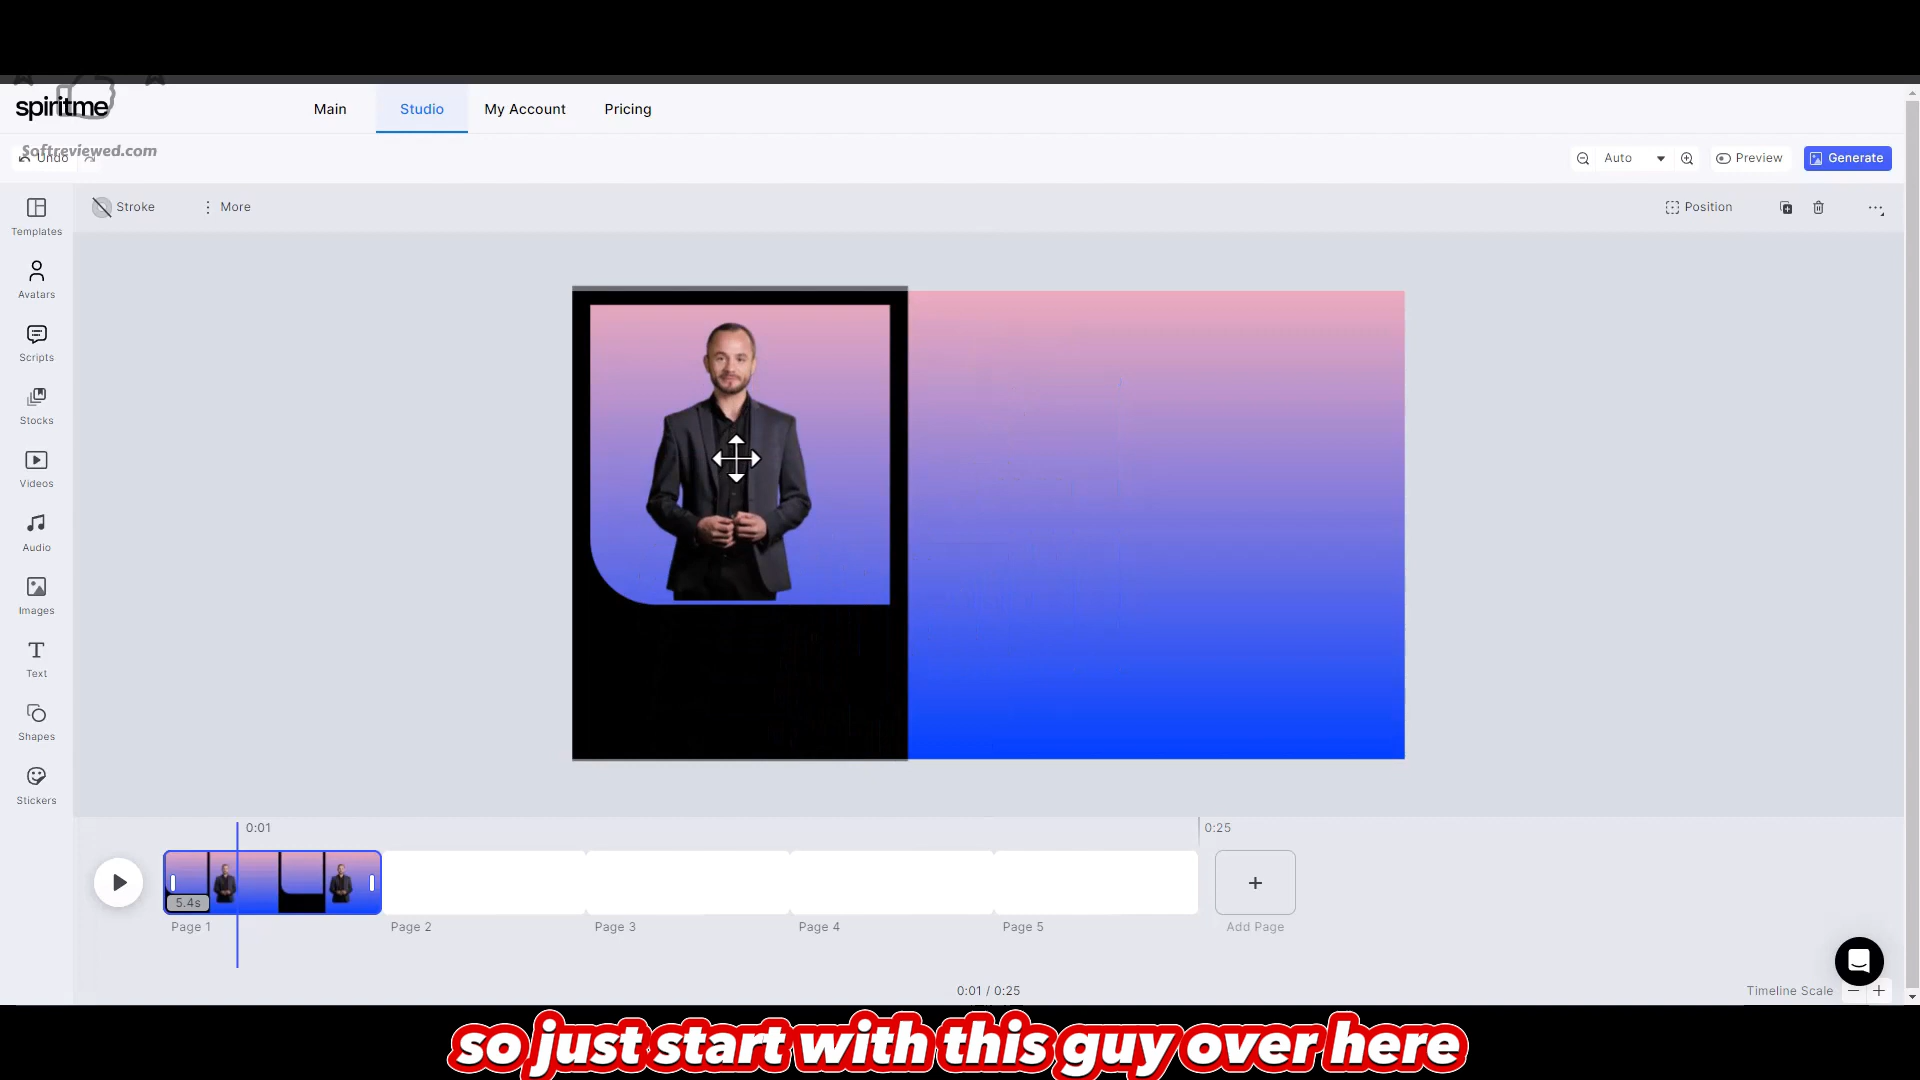 spiritme
Main
Studio
My Account
Pricing
Softreviewed.com
Undo
Auto
Preview
Generate
Stroke
More
Position
Templates
Avatars
Scripts
Stocks
Videos
Audio
Images
Text
Shapes
Stickers
0:01
0:25
5.4s
Page 1
Page 2
Page 3
Page 4
Page 5
Add Page
0:01 / 0:25
Timeline Scale
so just start with this guy over here